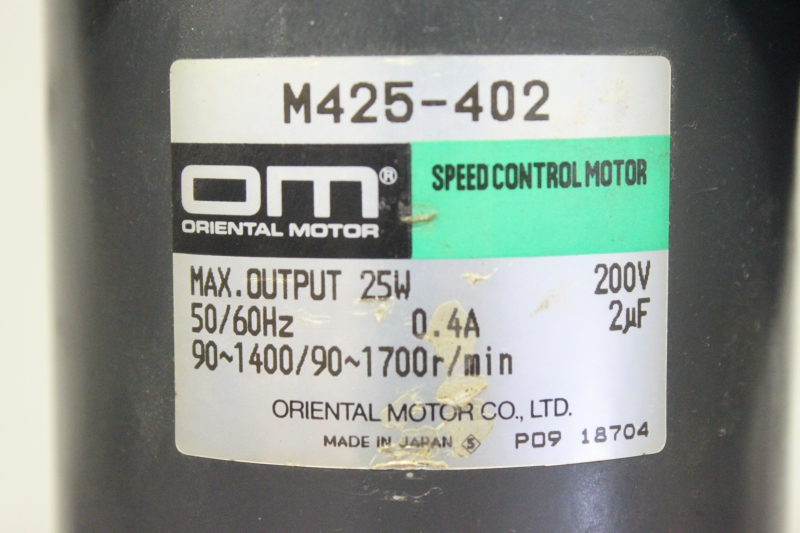 M425-402
OM®
ORIENTAL MOTOR
SPEED CONTROL MOTOR
MAX. OUTPUT 25W 200V
50/60Hz 0.4A 2μF
90~1400/90~1700r/min
ORIENTAL MOTOR CO., LTD.
MADE IN JAPAN S P09 18704